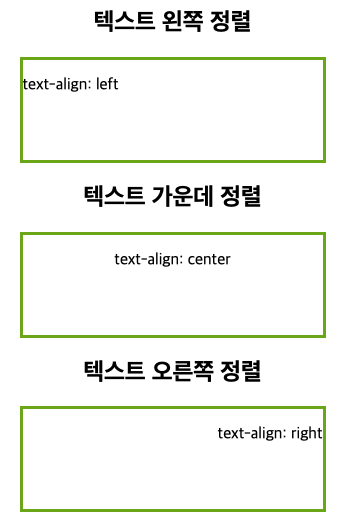 텍스트 왼쪽 정렬
text-align: left
텍스트 가운데 정렬
text-align: center
텍스트 오른쪽 정렬
text-align: right